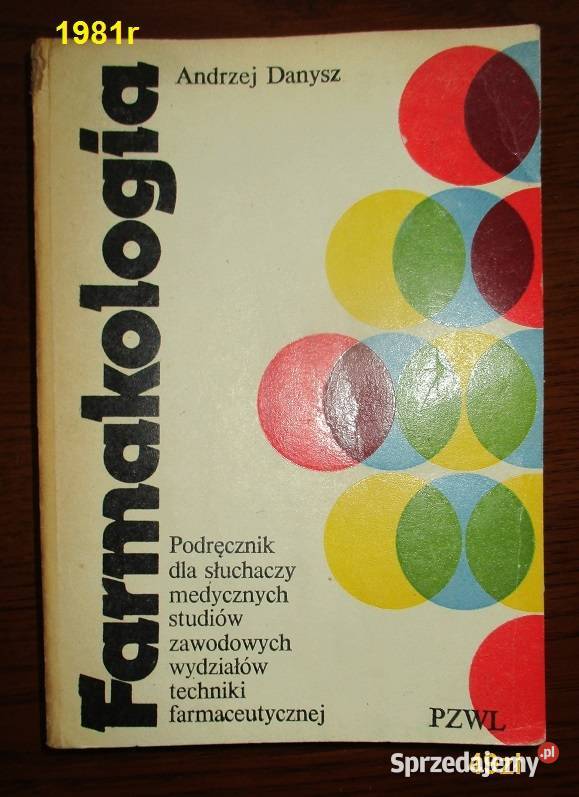 1981r
Andrzej Danysz
Farmakologia
Podręcznik
dla słuchaczy
medycznych
studiów
zawodowych
wydziałów
techniki
farmaceutycznej
PZWL
Sprzedajemy.pl